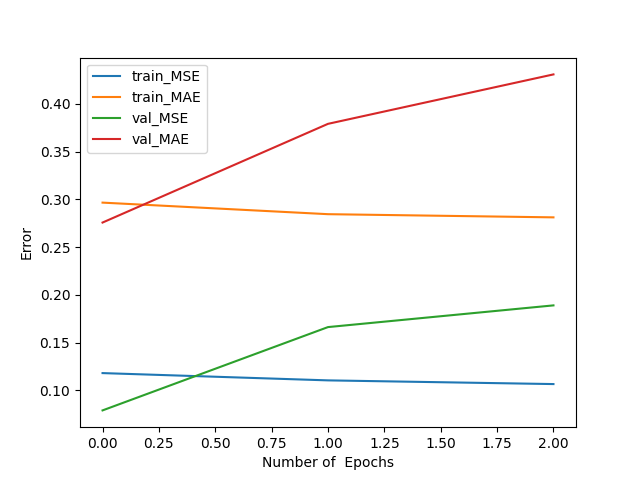 train_MSE
train_MAE
val_MSE
val_MAE
0.40
0.35
0.30
0.25
0.20
0.15
0.10
Error
0.00 0.25 0.50 0.75 1.00 1.25 1.50 1.75 2.00
Number of  Epochs